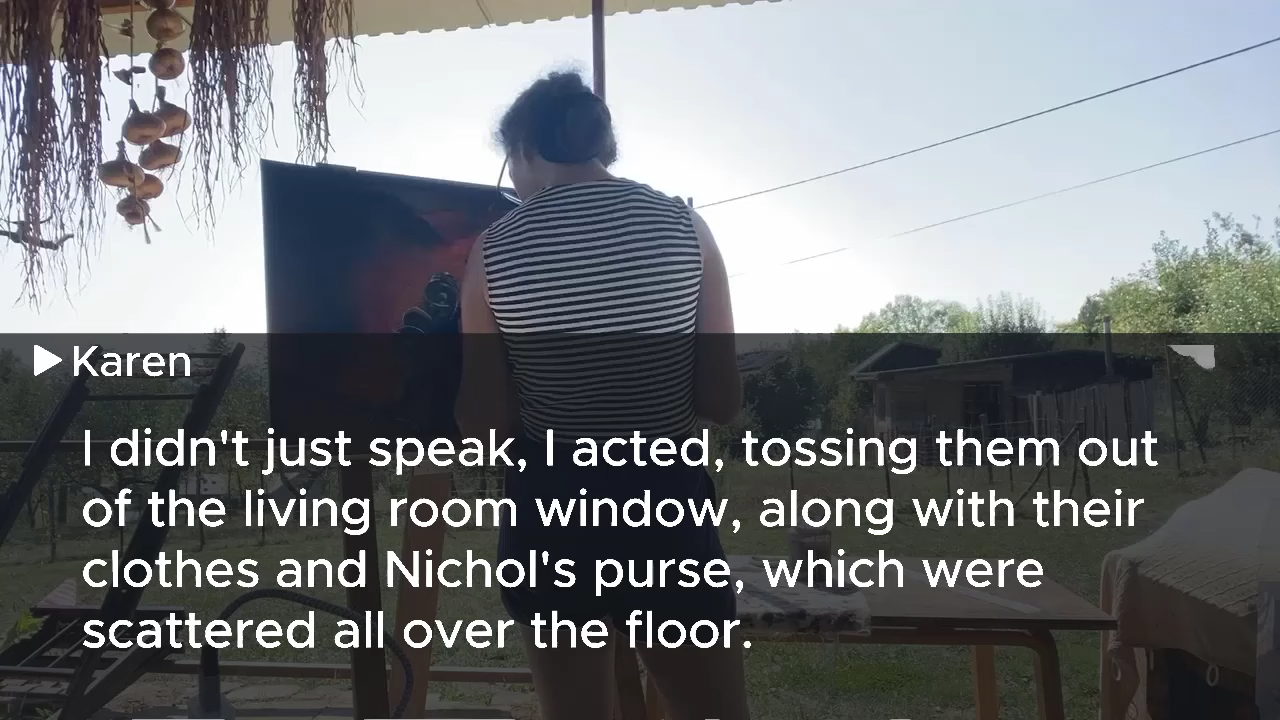 Karen
I didn't just speak, I acted, tossing them out
of the living room window, along with their
clothes and Nichol's purse, which were
scattered all over the floor.